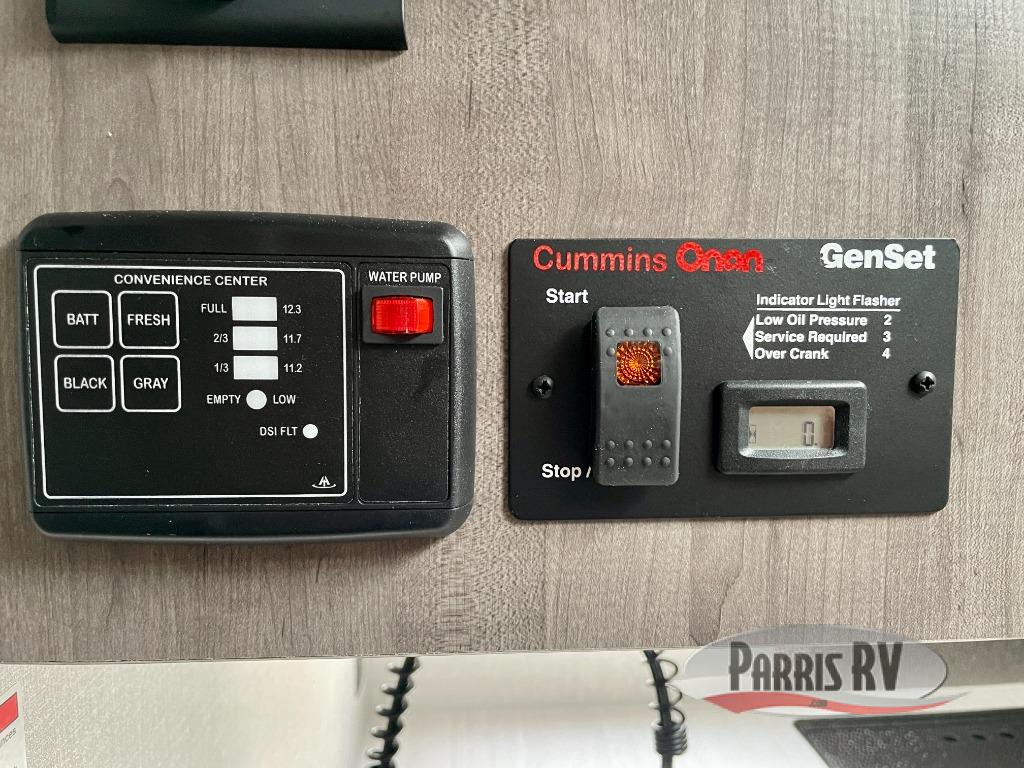 CONVENIENCE CENTER
BATT
FRESH
BLACK
GRAY
FULL 12.3
2/3 11.7
1/3 11.2
EMPTY LOW
DSI FLT
WATER PUMP
Cummins Onan GenSet
Start
Indicator Light Flasher
Low Oil Pressure 2
Service Required 3
Over Crank 4
0.
Stop /
PARRIS RV
.com